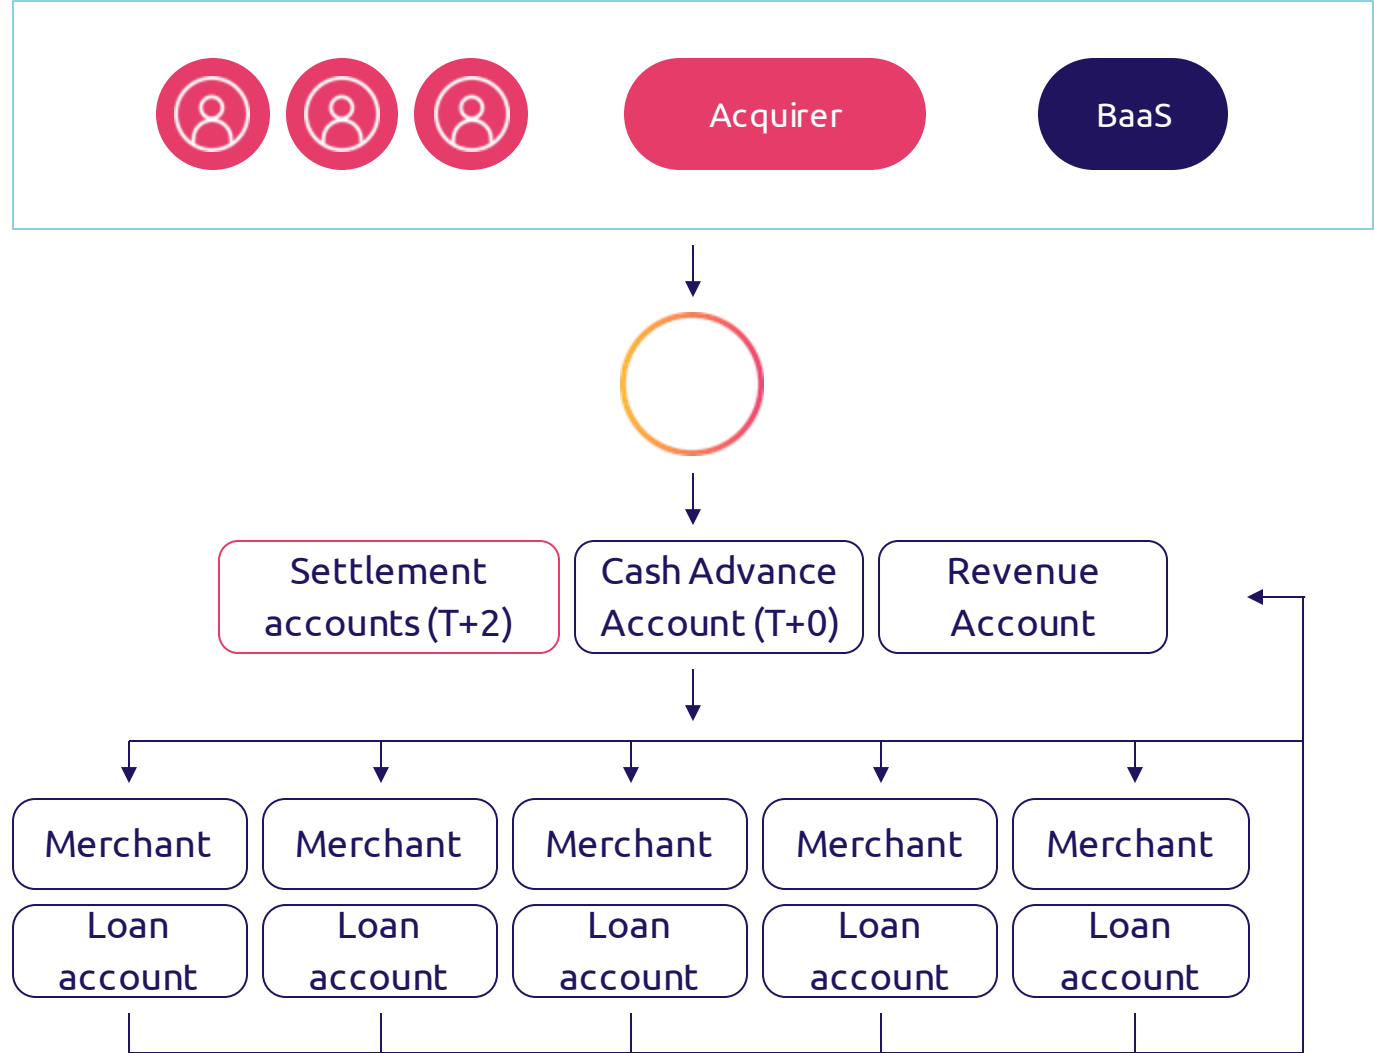 Acquirer
BaaS
Settlement
accounts (T+2)
Cash Advance
Account (T+0)
Revenue
Account
Merchant
Merchant
Merchant
Merchant
Merchant
Loan
account
Loan
account
Loan
account
Loan
account
Loan
account